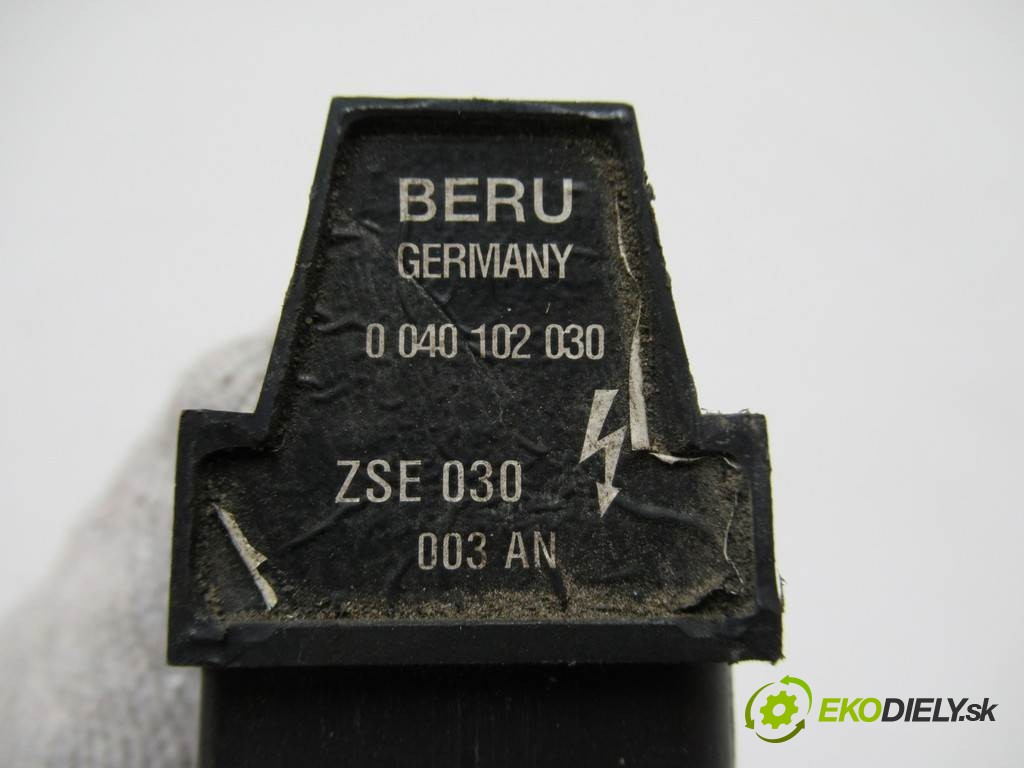 BERU
GERMANY
0 040 102 030
ZSE 030
003 AN
EKODIELY.sk